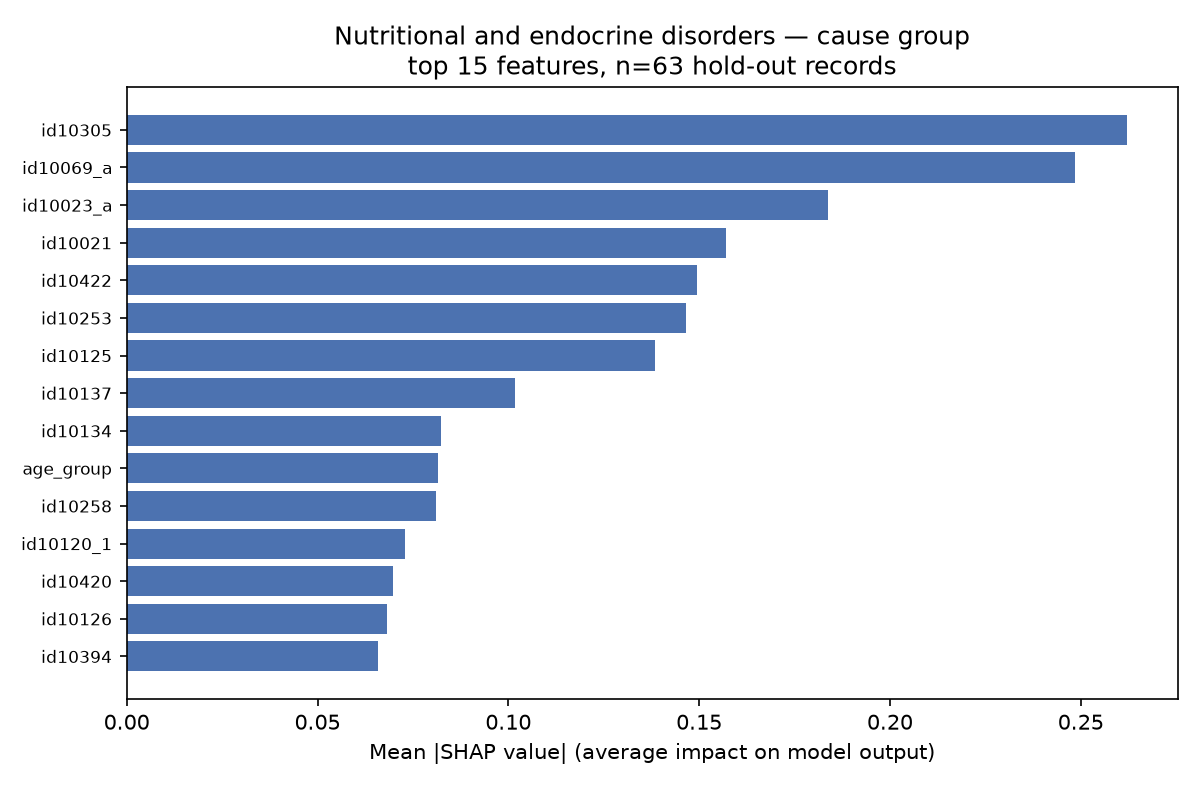 Nutritional and endocrine disorders — cause group
top 15 features, n=63 hold-out records
id10305
id10069_a
id10023_a
id10021
id10422
id10253
id10125
id10137
id10134
age_group
id10258
id10120_1
id10420
id10126
id10394
0.00 0.05 0.10 0.15 0.20 0.25
Mean |SHAP value| (average impact on model output)